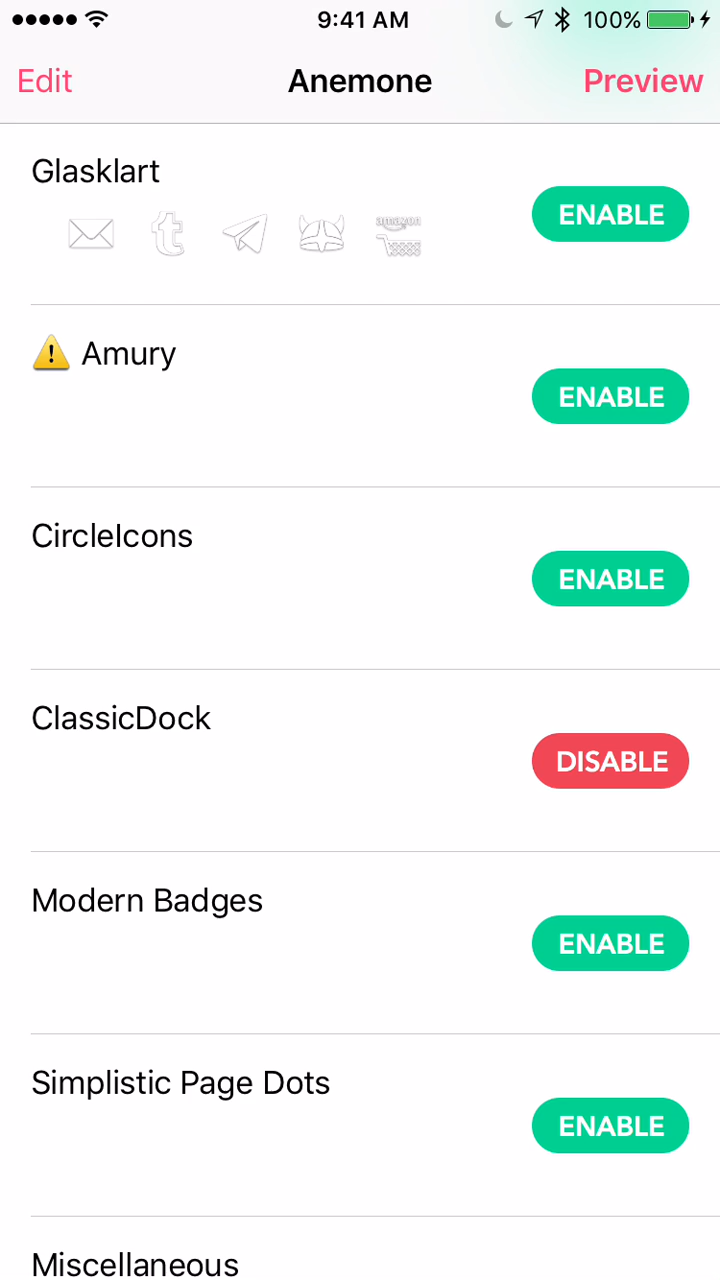 9:41 AM 100%
Edit Anemone Preview
Glasklart
amazon
ENABLE
Amury
ENABLE
CircleIcons
ENABLE
ClassicDock
DISABLE
Modern Badges
ENABLE
Simplistic Page Dots
ENABLE
Miscellaneous